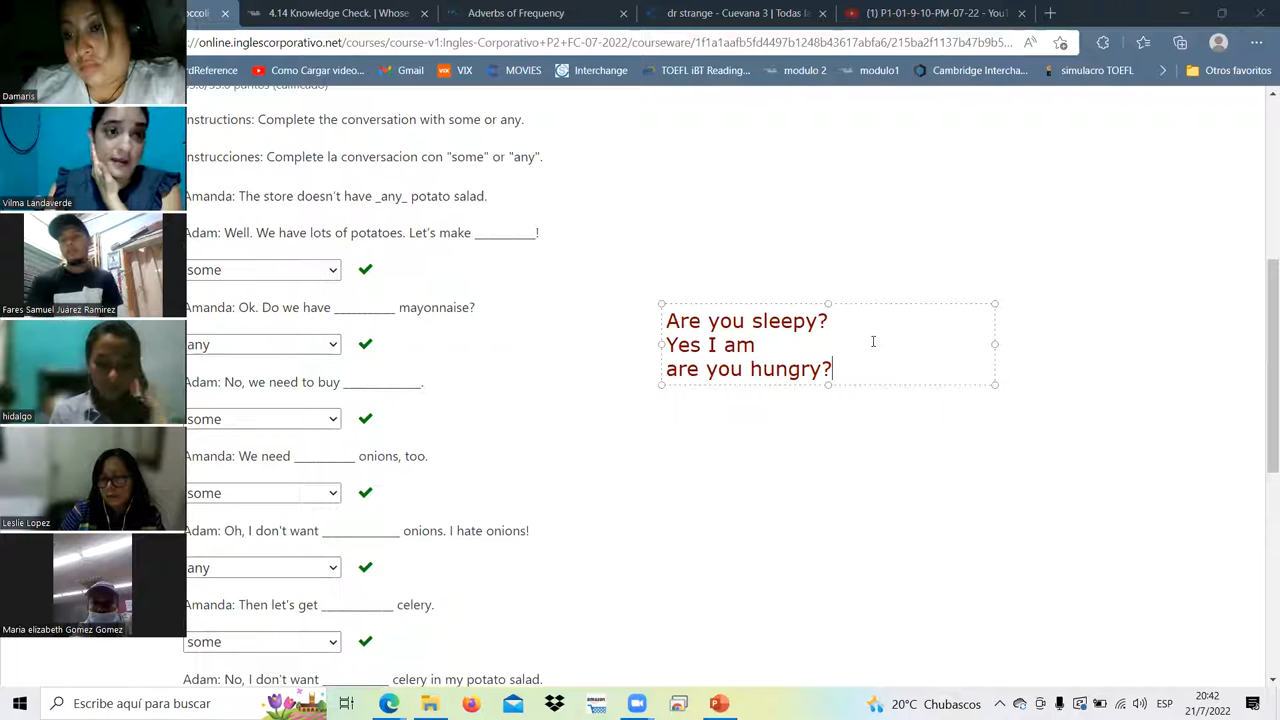 occoli
4.14 Knowledge Check. | Whose
Adverbs of Frequency
dr strange - Cuevana 3 | Todas l
(1) P1-01-9-10-PM-07-22 - You
://online.inglescorporativo.net/courses/course-v1:Ingles-Corporativo+P2+FC-07-2022/courseware/1f1a1aafb5fd4497b1248b43617abfa6/215ba2f1137b47b9b5...
rdReference
Como Cargar video...
Gmail
VIX
MOVIES
Interchange
TOEFL iBT Reading...
modulo 2
modulo1
Cambridge Intercha...
simulacro TOEFL
Otros favoritos
nstructions: Complete the conversation with some or any.
nstrucciones: Complete la conversacion con "some" or "any".
Amanda: The store doesn't have _any_ potato salad.
Adam: Well. We have lots of potatoes. Let's make _________!
some
Amanda: Ok. Do we have _________ mayonnaise?
any
Adam: No, we need to buy ____________.
some
Amanda: We need _________ onions, too.
some
Adam: Oh, I don't want ____________ onions. I hate onions!
any
Amanda: Then let's get ___________ celery.
some
Adam: No, I don't want _________ celery in my potato salad.
Are you sleepy?
Yes I am
are you hungry?
Damaris
Vilma Landaverde
Fares Samuel Juárez Ramirez
hidalgo
Leslie Lopez
Maria elizabeth Gomez Gomez
Escribe aquí para buscar
amazon
20°C Chubascos
ESP
20:42
21/7/2022